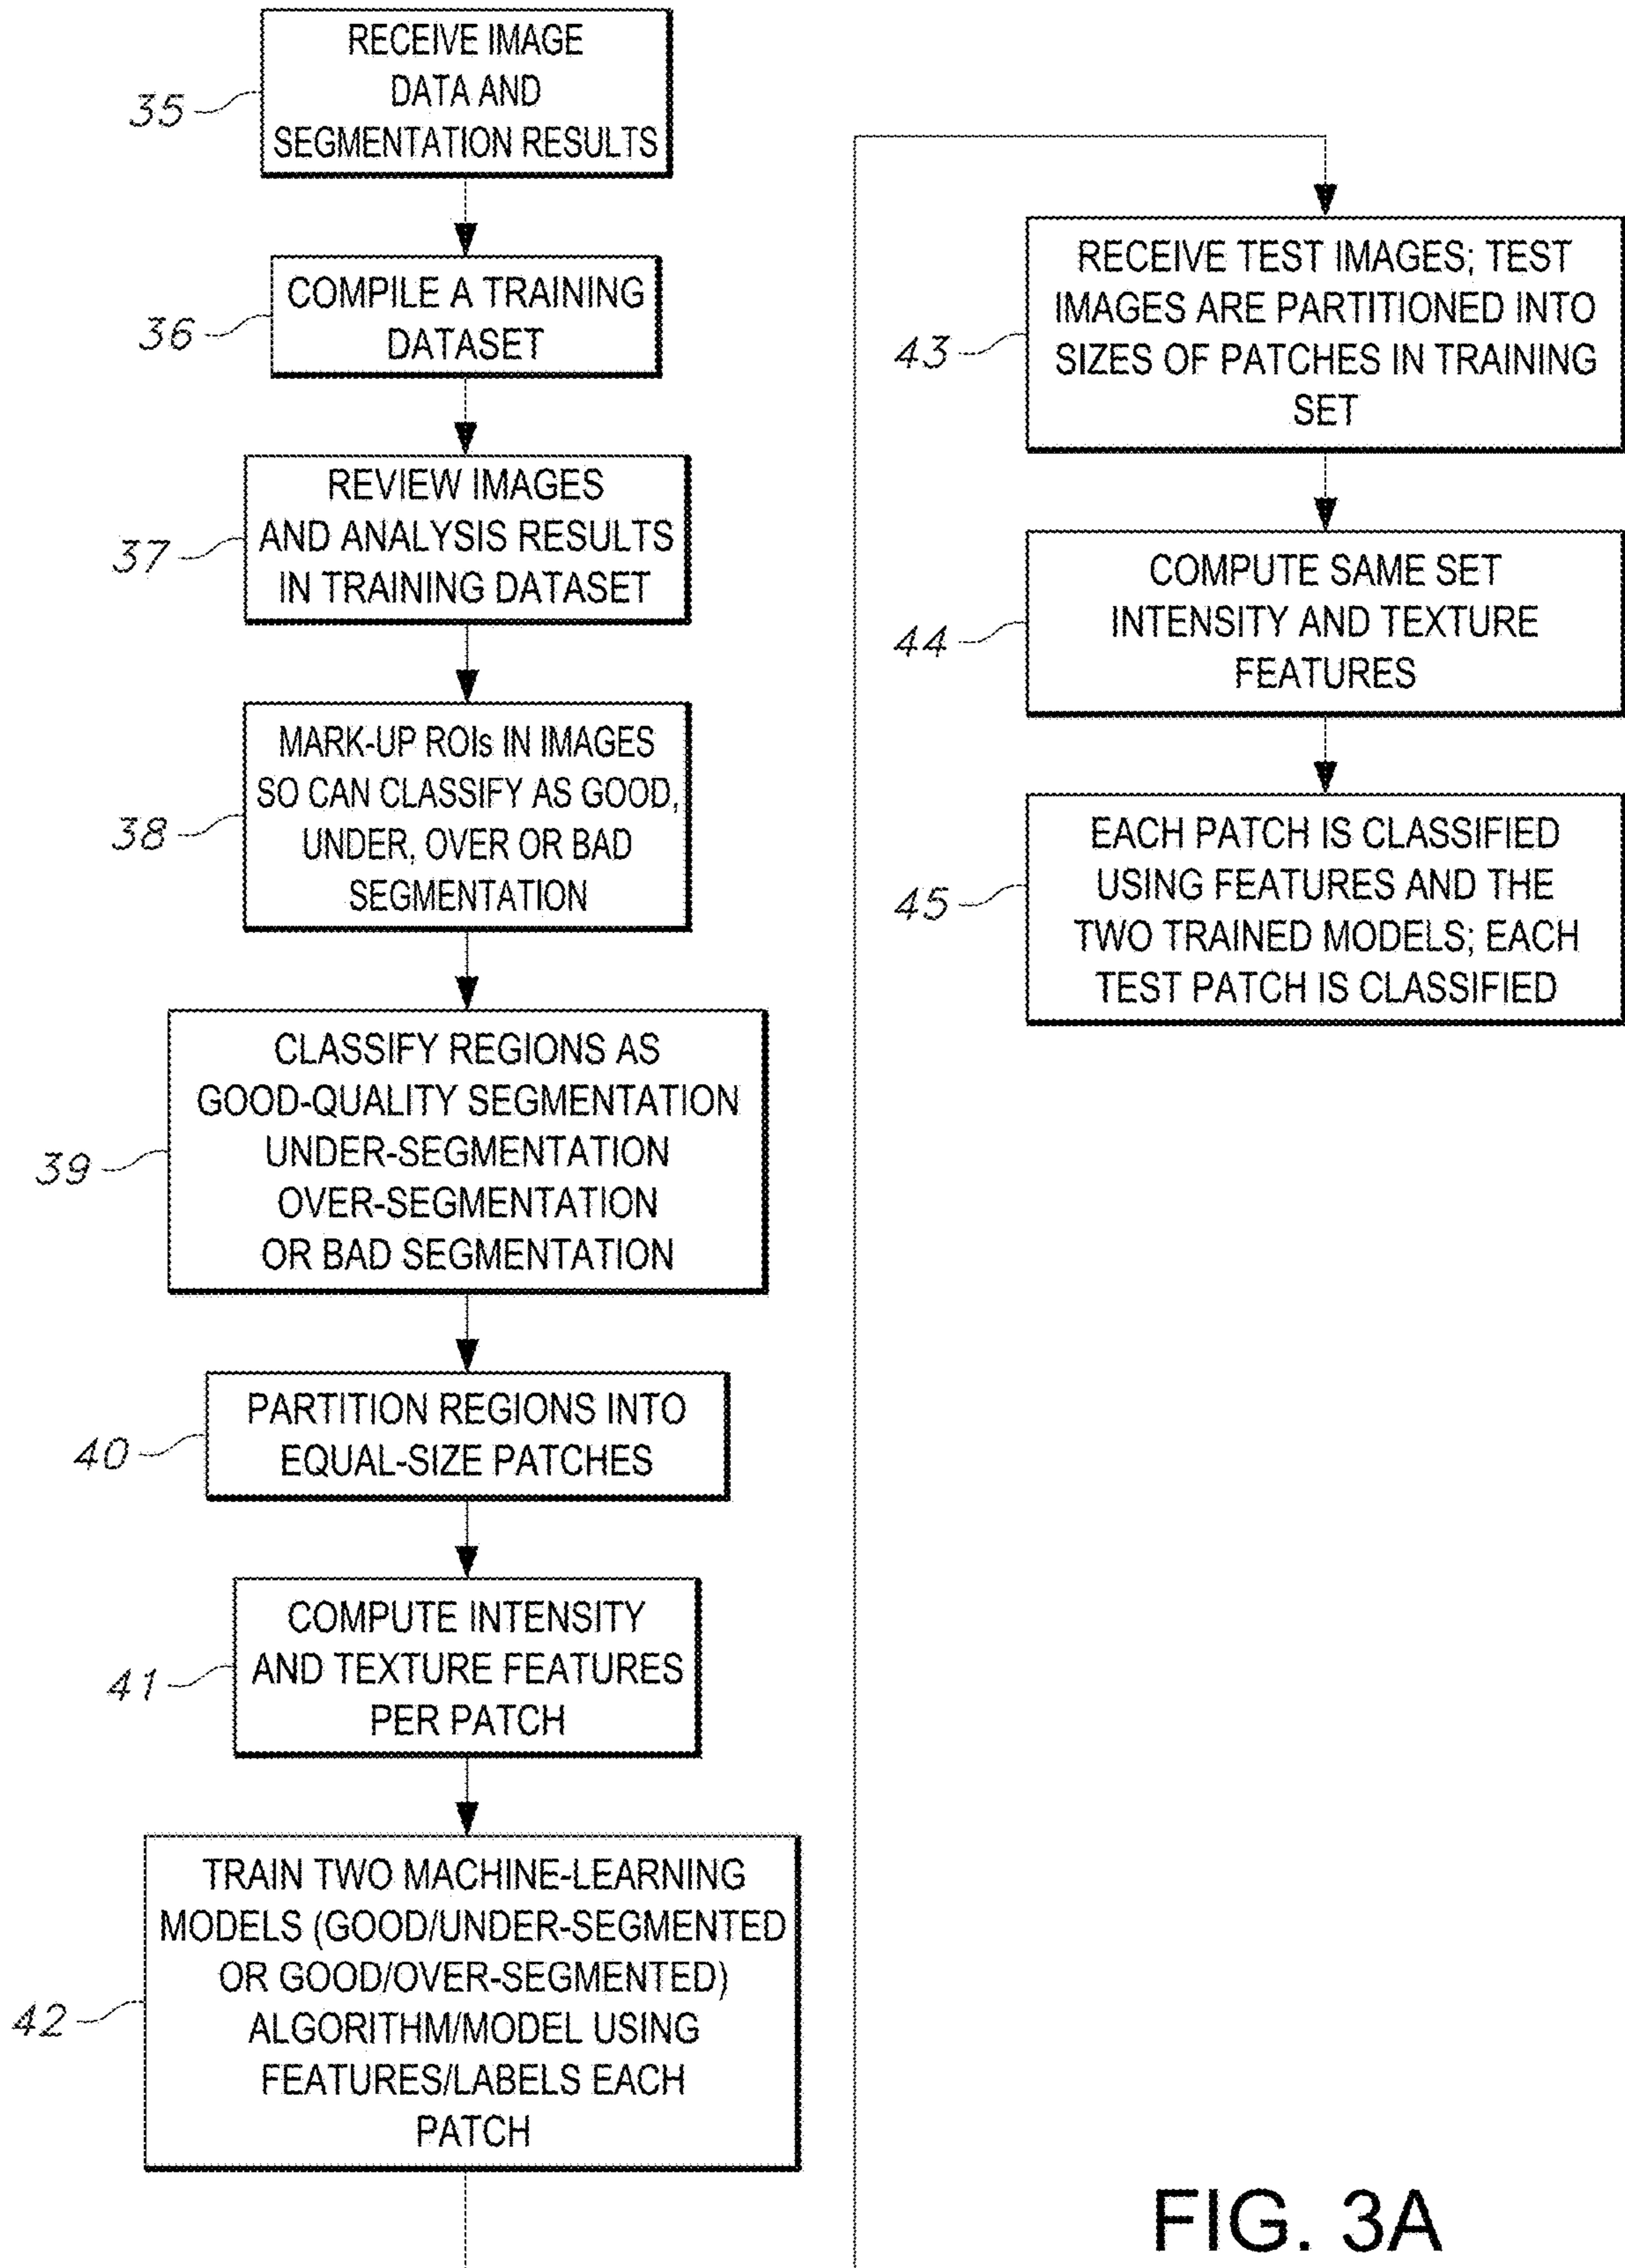 RECEIVE IMAGE
DATA AND
SEGMENTATION RESULTS
35
COMPILE A TRAINING
DATASET
36
REVIEW IMAGES
AND ANALYSIS RESULTS
IN TRAINING DATASET
37
MARK-UP ROIs IN IMAGES
SO CAN CLASSIFY AS GOOD,
UNDER, OVER OR BAD
SEGMENTATION
38
CLASSIFY REGIONS AS
GOOD-QUALITY SEGMENTATION
UNDER-SEGMENTATION
OVER-SEGMENTATION
OR BAD SEGMENTATION
39
PARTITION REGIONS INTO
EQUAL-SIZE PATCHES
40
COMPUTE INTENSITY
AND TEXTURE FEATURES
PER PATCH
41
TRAIN TWO MACHINE-LEARNING
MODELS (GOOD/UNDER-SEGMENTED
OR GOOD/OVER-SEGMENTED)
ALGORITHM/MODEL USING
FEATURES/LABELS EACH
PATCH
42
RECEIVE TEST IMAGES; TEST
IMAGES ARE PARTITIONED INTO
SIZES OF PATCHES IN TRAINING
SET
43
COMPUTE SAME SET
INTENSITY AND TEXTURE
FEATURES
44
EACH PATCH IS CLASSIFIED
USING FEATURES AND THE
TWO TRAINED MODELS; EACH
TEST PATCH IS CLASSIFIED
45
FIG. 3A